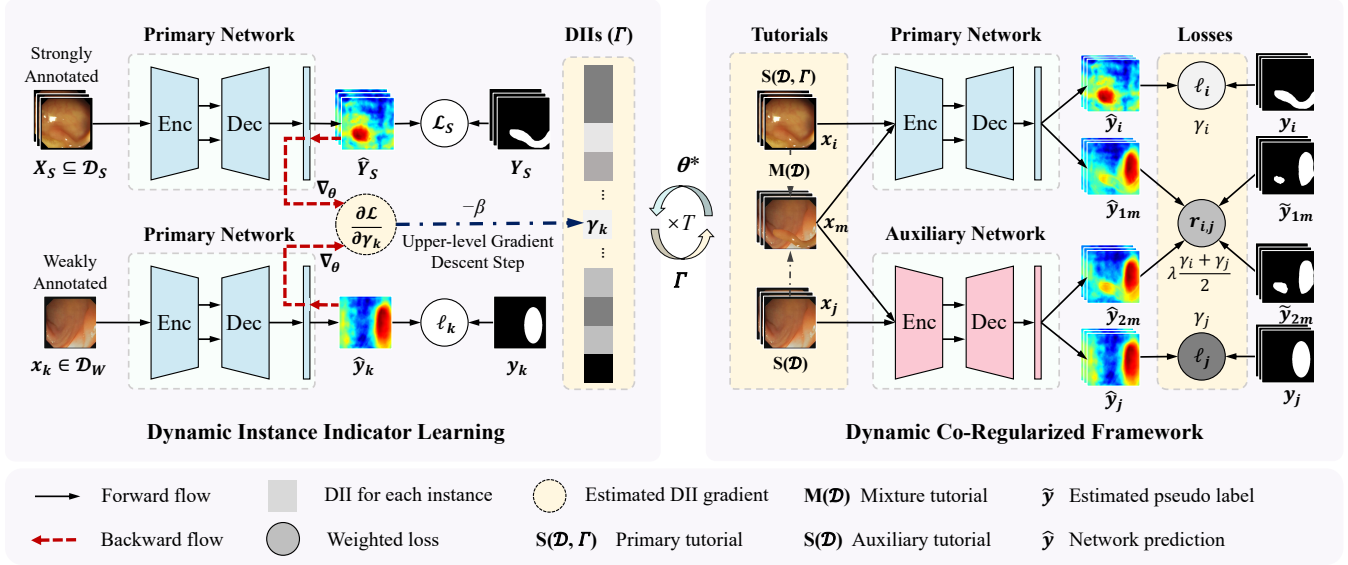 Primary Network
DIIs (Γ)
Strongly
Annotated
Enc
Dec
ℒ_S
X_S ⊆ 𝒟_S
Ŷ_S
Y_S
∇_θ
∂ℒ
∂γ_k
−β
Upper-level Gradient
Descent Step
⋮
γ_k
⋮
∇_θ
Primary Network
Weakly
Annotated
Enc
Dec
ℓ_k
x_k ∈ 𝒟_W
ŷ_k
y_k
Dynamic Instance Indicator Learning
θ*
×T
Γ
Tutorials
Primary Network
Losses
S(𝒟, Γ)
x_i
M(𝒟)
x_m
x_j
S(𝒟)
Enc
Dec
ŷ_i
ℓ_i
γ_i
y_i
ŷ_1m
ỹ_1m
r_i,j
Auxiliary Network
λ (γ_i + γ_j)/2
Enc
Dec
ŷ_2m
ỹ_2m
γ_j
ℓ_j
ŷ_j
y_j
Dynamic Co-Regularized Framework
Forward flow
DII for each instance
Estimated DII gradient
M(𝒟) Mixture tutorial
ỹ Estimated pseudo label
Backward flow
Weighted loss
S(𝒟, Γ) Primary tutorial
S(𝒟) Auxiliary tutorial
ŷ Network prediction